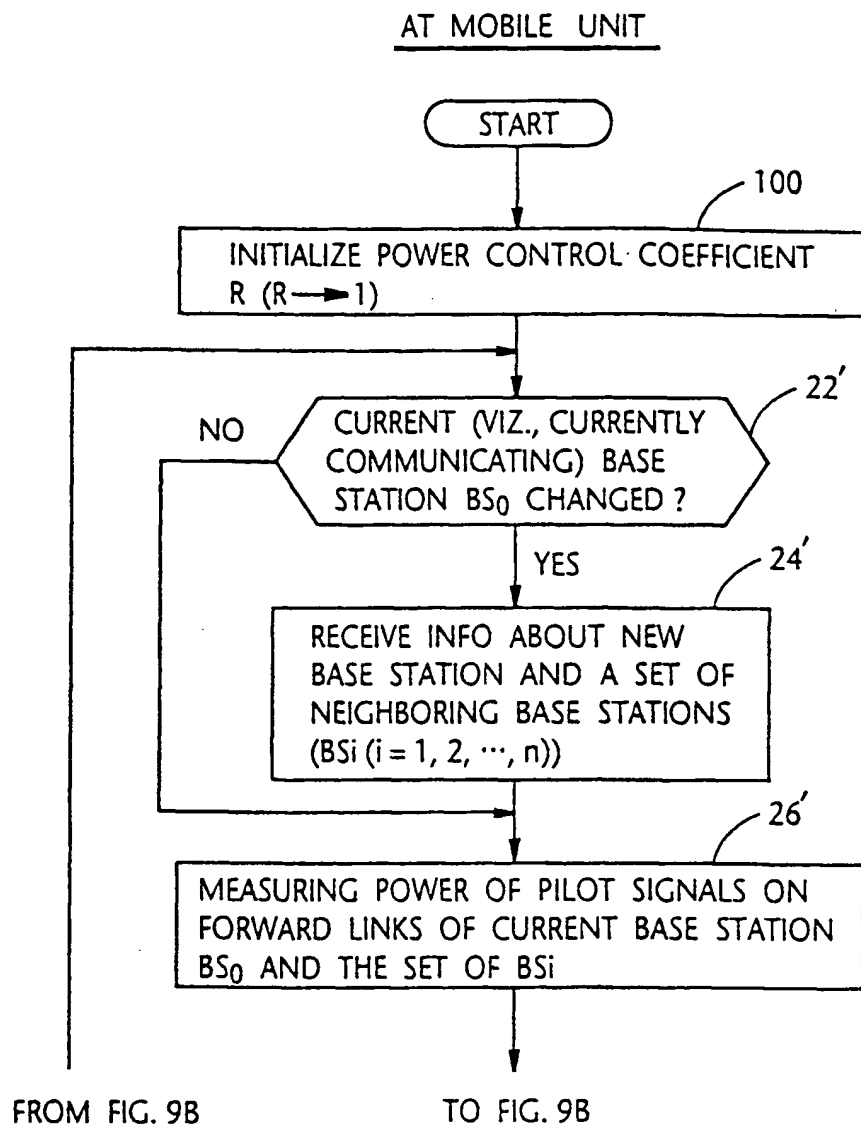 AT MOBILE UNIT
START
100
INITIALIZE POWER CONTROL COEFFICIENT
R (R→1)
22′
NO
CURRENT (VIZ., CURRENTLY
COMMUNICATING) BASE
STATION BS0 CHANGED ?
YES
24′
RECEIVE INFO ABOUT NEW
BASE STATION AND A SET OF
NEIGHBORING BASE STATIONS
(BSi (i = 1, 2, ···, n))
26′
MEASURING POWER OF PILOT SIGNALS ON
FORWARD LINKS OF CURRENT BASE STATION
BS0 AND THE SET OF BSi
FROM FIG. 9B
TO FIG. 9B